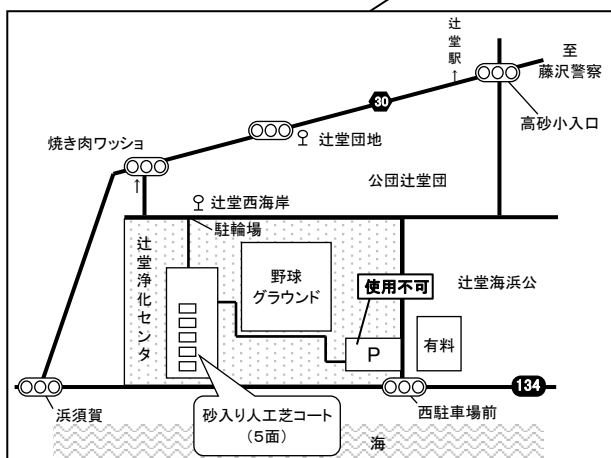 辻堂駅
↑
至
藤沢警察
30
高砂小入口
辻堂団地
焼き肉ワッショ
↑
公団辻堂団
辻堂西海岸
駐輪場
辻堂浄化センタ
野球
グラウンド
使用不可
辻堂海浜公
P
有料
134
浜須賀
砂入り人工芝コート
(5面)
西駐車場前
海